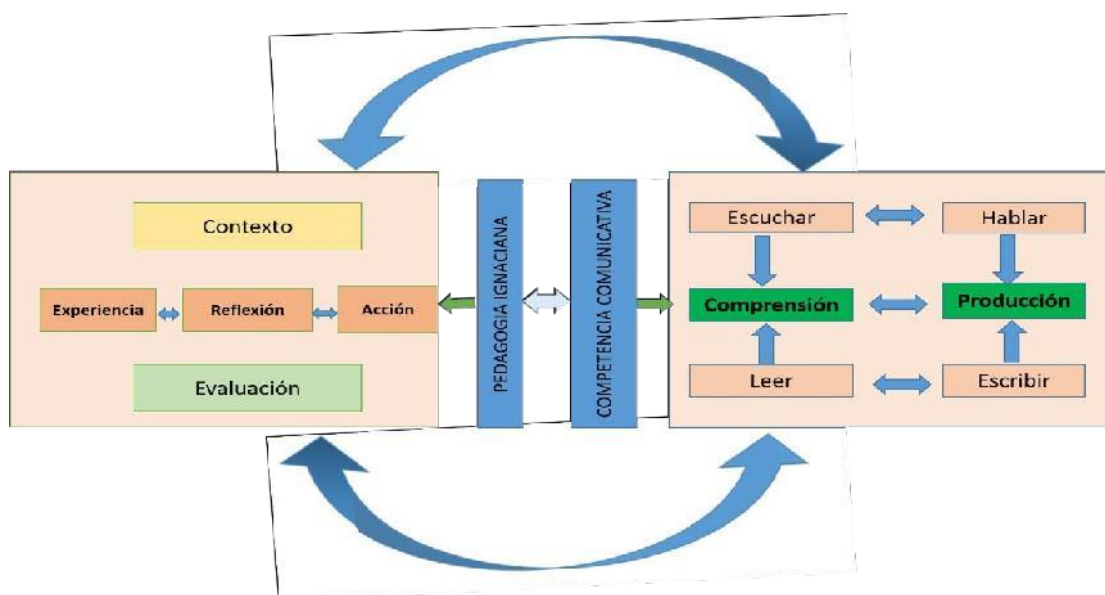 Contexto
Experiencia
Reflexión
Acción
Evaluación
PEDAGOGIA IGNACIANA
COMPETENCIA COMUNICATIVA
Escuchar
Hablar
Comprensión
Producción
Leer
Escribir